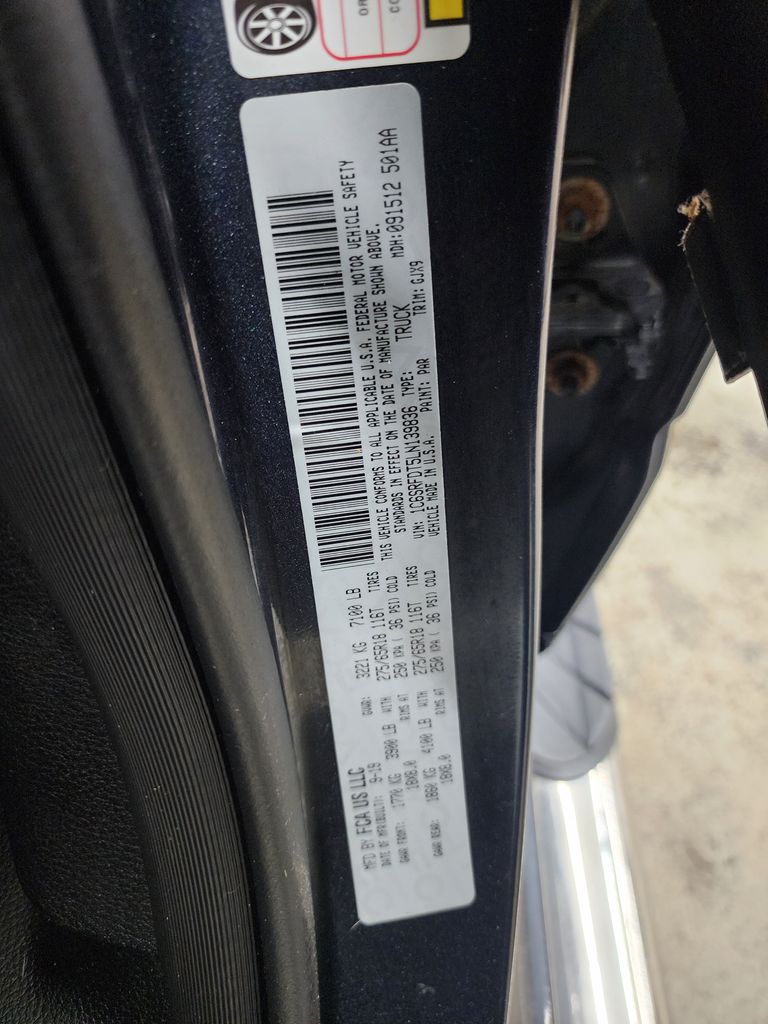 MFD BY FCA US LLC
DATE OF MFR(BUILT): 9-19 GVWR: 3221 KG 7100 LB
GAWR FRONT: 1770 KG 3900 LB WITH 275/65R18 116T TIRES
18X8.0 RIMS AT 250 KPA ( 36 PSI) COLD
GAWR REAR: 1860 KG 4100 LB WITH 275/65R18 116T TIRES
18X8.0 RIMS AT 250 KPA ( 36 PSI) COLD
THIS VEHICLE CONFORMS TO ALL APPLICABLE U.S.A. FEDERAL MOTOR VEHICLE SAFETY
STANDARDS IN EFFECT ON THE DATE OF MANUFACTURE SHOWN ABOVE.
VIN: 1C6SRFDT5LN139836 TYPE: TRUCK MDH:091512 501AA
VEHICLE MADE IN U.S.A. PAINT: PAR TRIM: GJX9